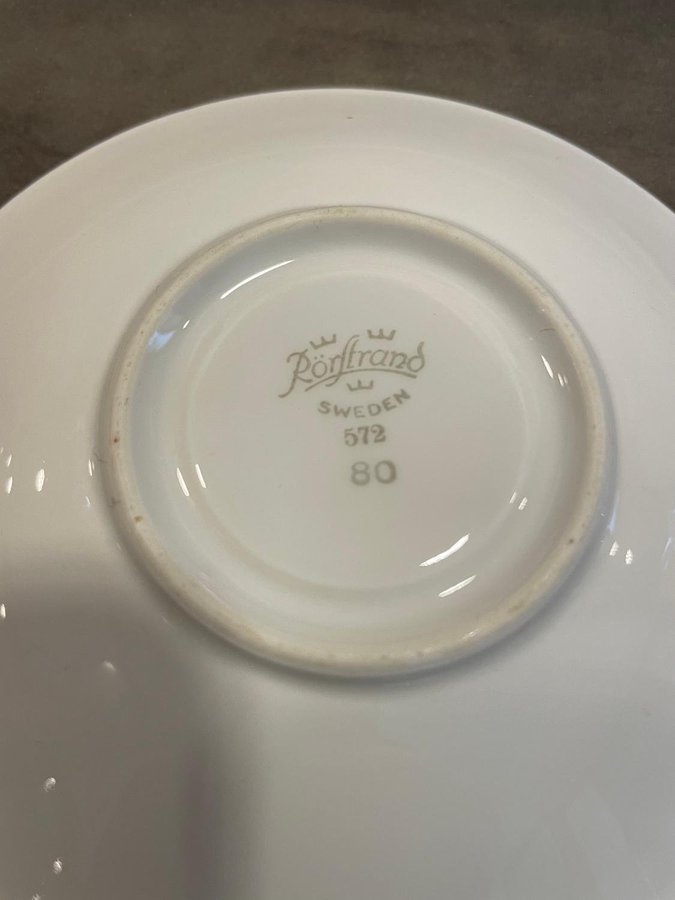 Rörstrand
SWEDEN
572
80